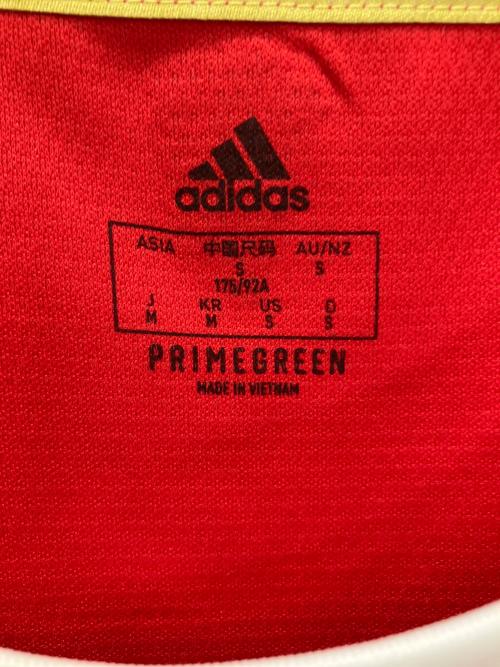 adidas
ASIA 中国尺码 AU/NZ
S S
175/92A
J KR US D
M M S S
PRIMEGREEN
MADE IN VIETNAM